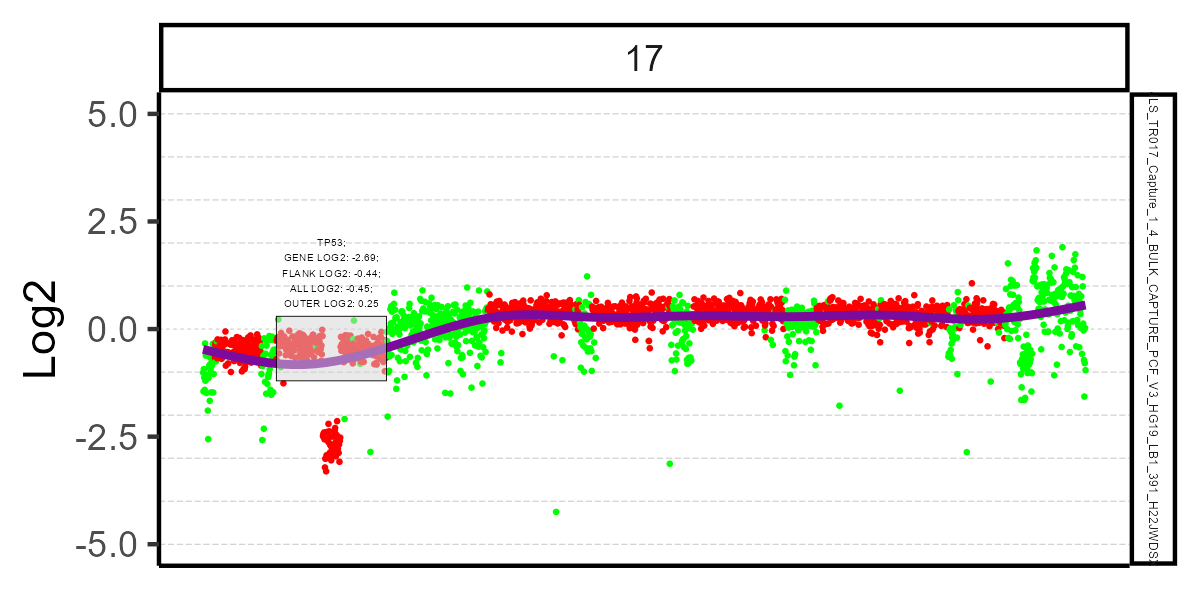 17
5.0
2.5
0.0
-2.5
-5.0
Log2
TP53;
GENE LOG2: -2.69;
FLANK LOG2: -0.44;
ALL LOG2: -0.45;
OUTER LOG2: 0.25
LS_TR017_Capture_1_4_BULK_CAPTURE_PCF_V3_HG19_LB1_391_H22JWDS